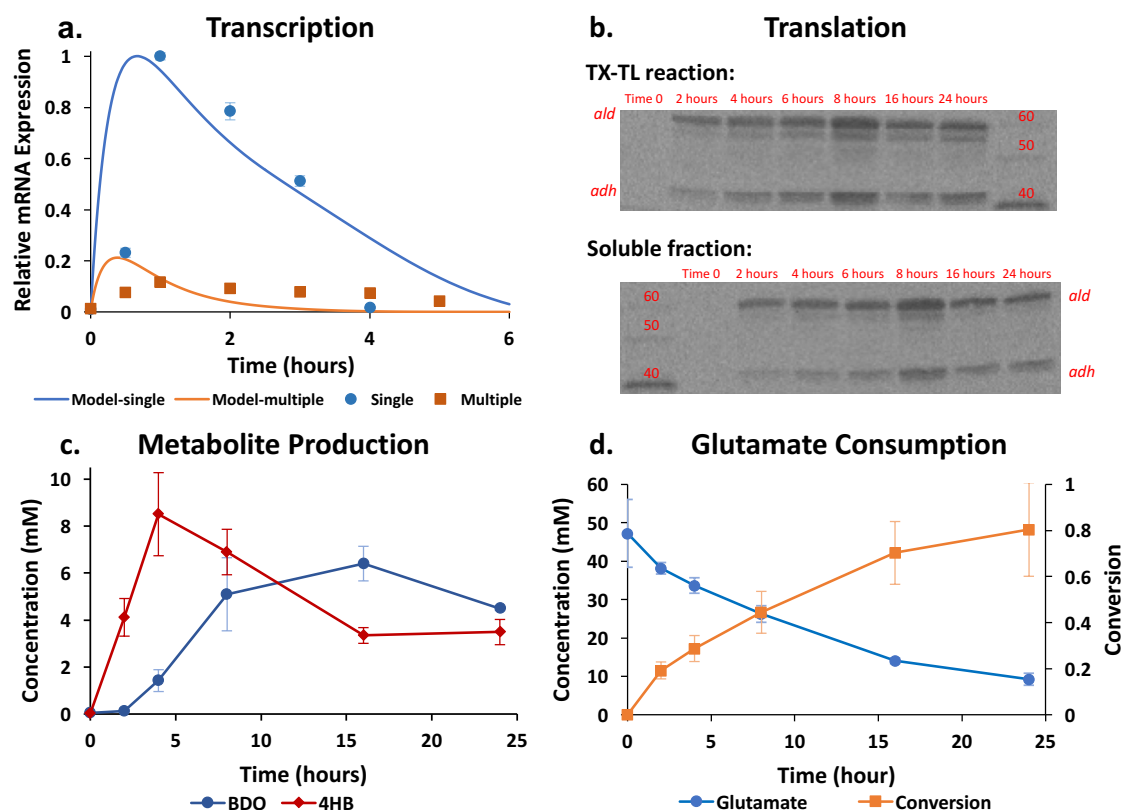 a. Transcription
Relative mRNA Expression
1
0.8
0.6
0.4
0.2
0
0 2 4 6
Time (hours)
Model-single Model-multiple Single Multiple
b. Translation
TX-TL reaction:
Time 0 2 hours 4 hours 6 hours 8 hours 16 hours 24 hours
ald
60
50
adh
40
Soluble fraction:
Time 0 2 hours 4 hours 6 hours 8 hours 16 hours 24 hours
60
ald
50
40
adh
c. Metabolite Production
Concentration (mM)
10
8
6
4
2
0
0 5 10 15 20 25
Time (hours)
BDO 4HB
d. Glutamate Consumption
Concentration (mM)
60
50
40
30
20
10
0
1
0.8
0.6
0.4
0.2
0
Conversion
0 5 10 15 20 25
Time (hour)
Glutamate Conversion